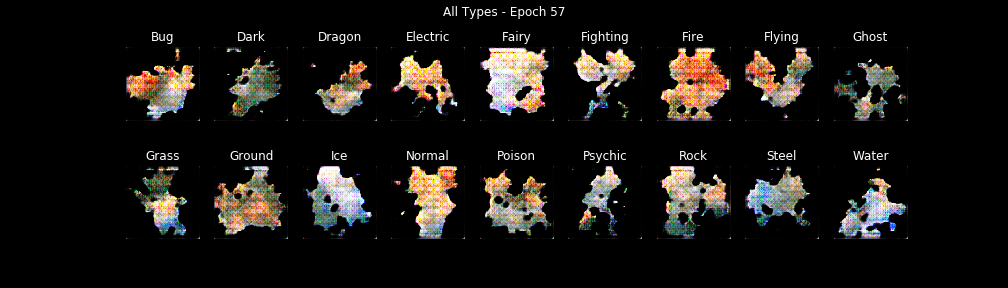 All Types - Epoch 57
Bug Dark Dragon Electric Fairy Fighting Fire Flying Ghost
Grass Ground Ice Normal Poison Psychic Rock Steel Water